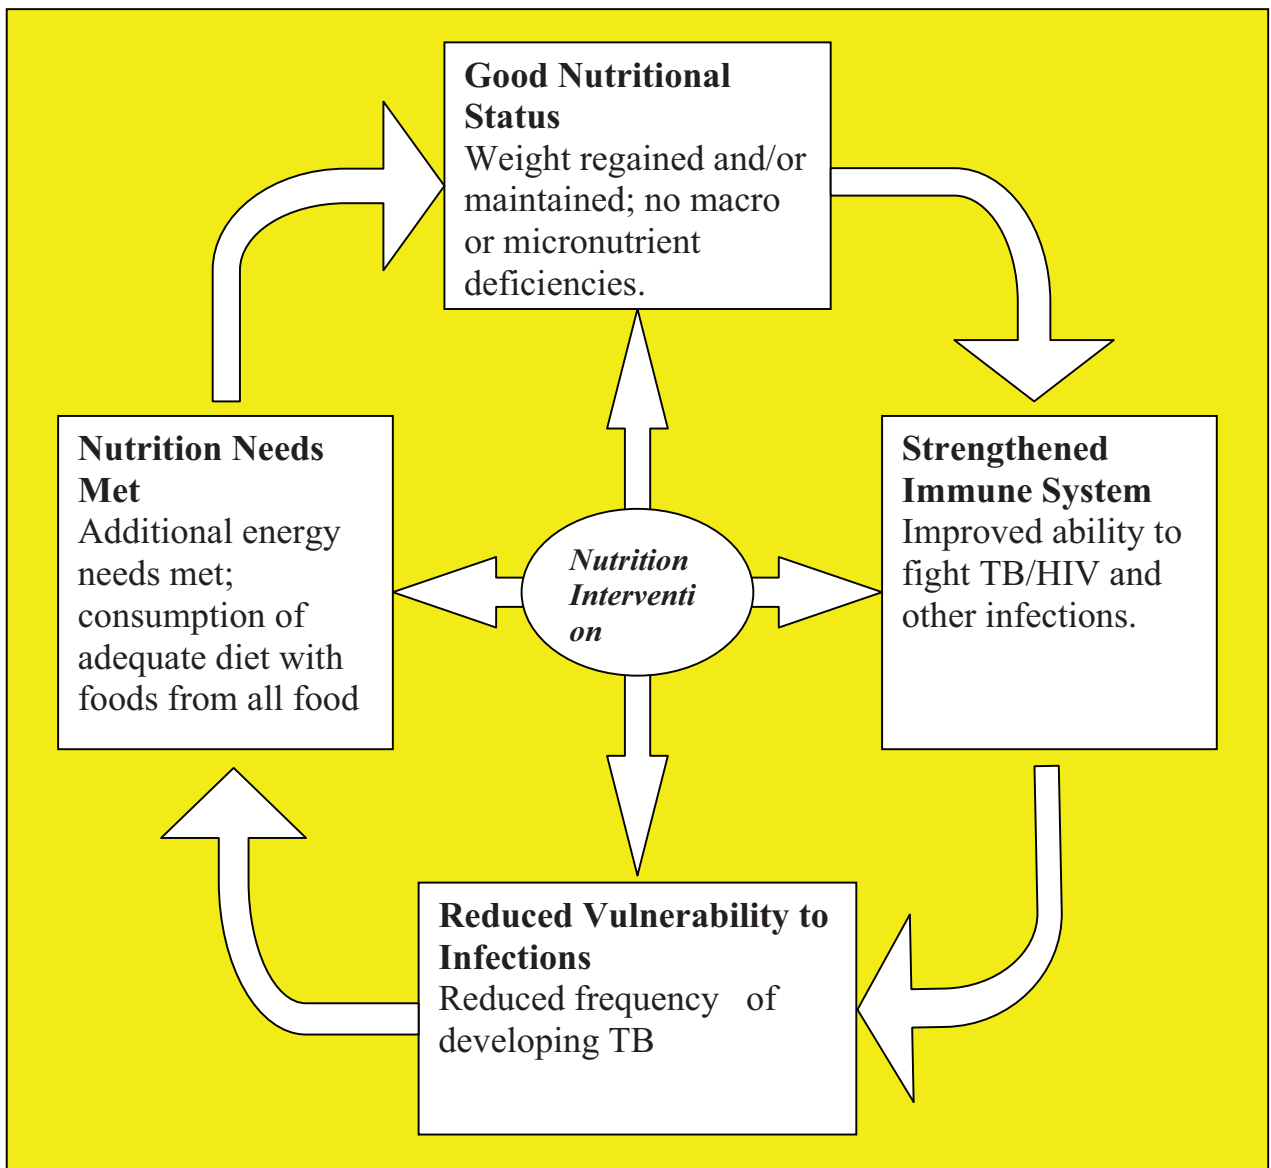 Good Nutritional
Status
Weight regained and/or
maintained; no macro
or micronutrient
deficiencies.
Nutrition Needs
Met
Additional energy
needs met;
consumption of
adequate diet with
foods from all food
Nutrition
Interventi
on
Strengthened
Immune System
Improved ability to
fight TB/HIV and
other infections.
Reduced Vulnerability to
Infections
Reduced frequency of
developing TB